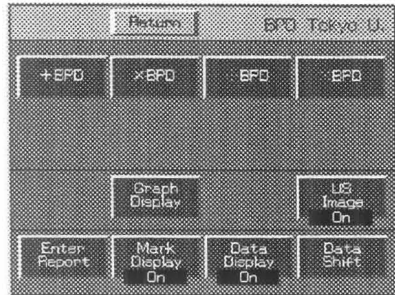 Return BPD Tokyo U.
+BPD ×BPD BPD BPD
Graph
Display
US
Image
On
Enter
Report
Mark
Display
On
Data
Display
On
Data
Shift